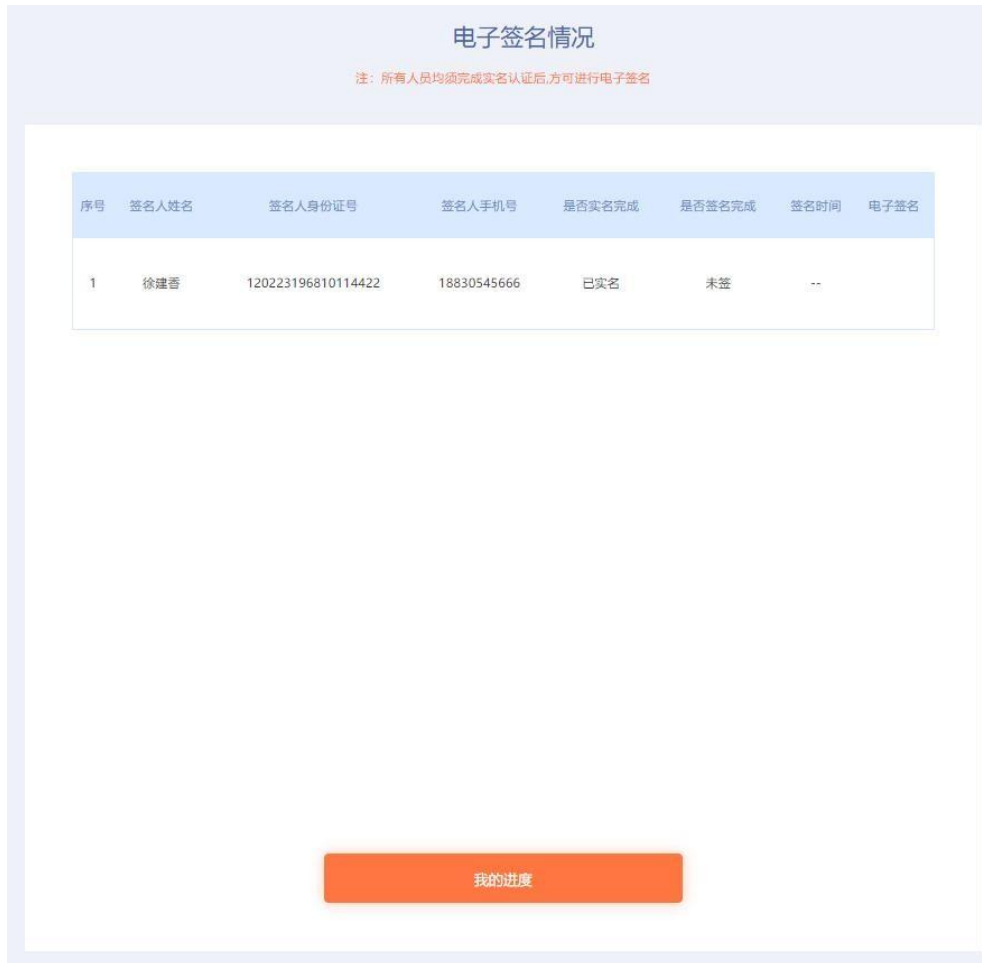 电子签名情况
注：所有人员均须完成实名认证后,方可进行电子签名
序号 签名人姓名 签名人身份证号 签名人手机号 是否实名完成 是否签名完成 签名时间 电子签名
1 徐建香 120223196810114422 18830545666 已实名 未签 --
我的进度